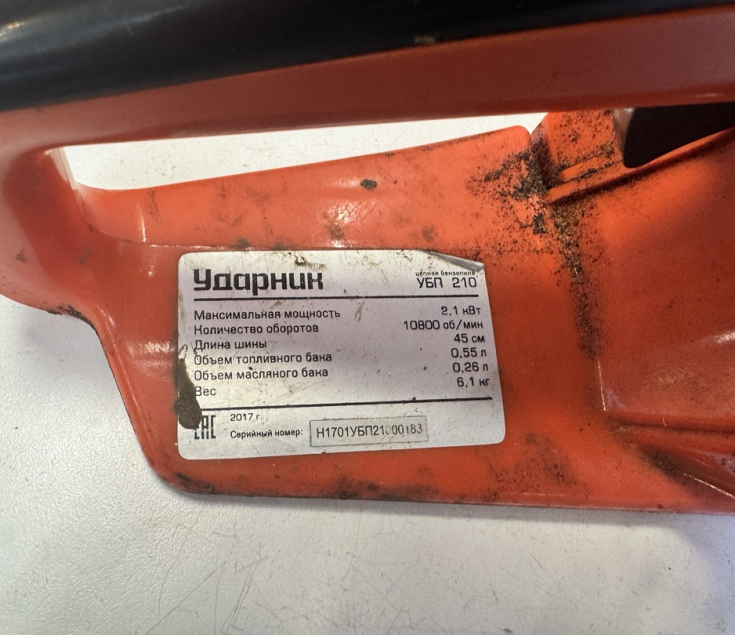 Ударник
цепная бензопила
УБП 210
Максимальная мощность 2,1 кВт
Количество оборотов 10800 об/мин
Длина шины 45 см
Объем топливного бака 0,55 л
Объем масляного бака 0,26 л
Вес 6,1 кг
EAC 2017 г.
Серийный номер: